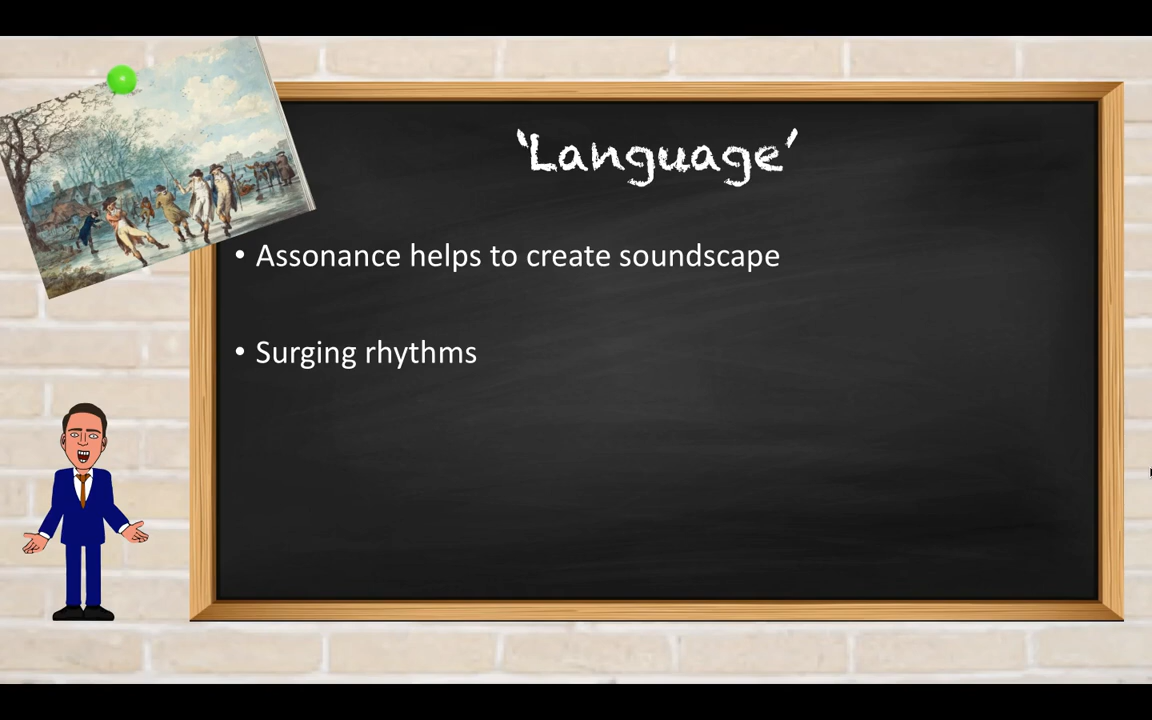 ‘Language’
• Assonance helps to create soundscape
• Surging rhythms